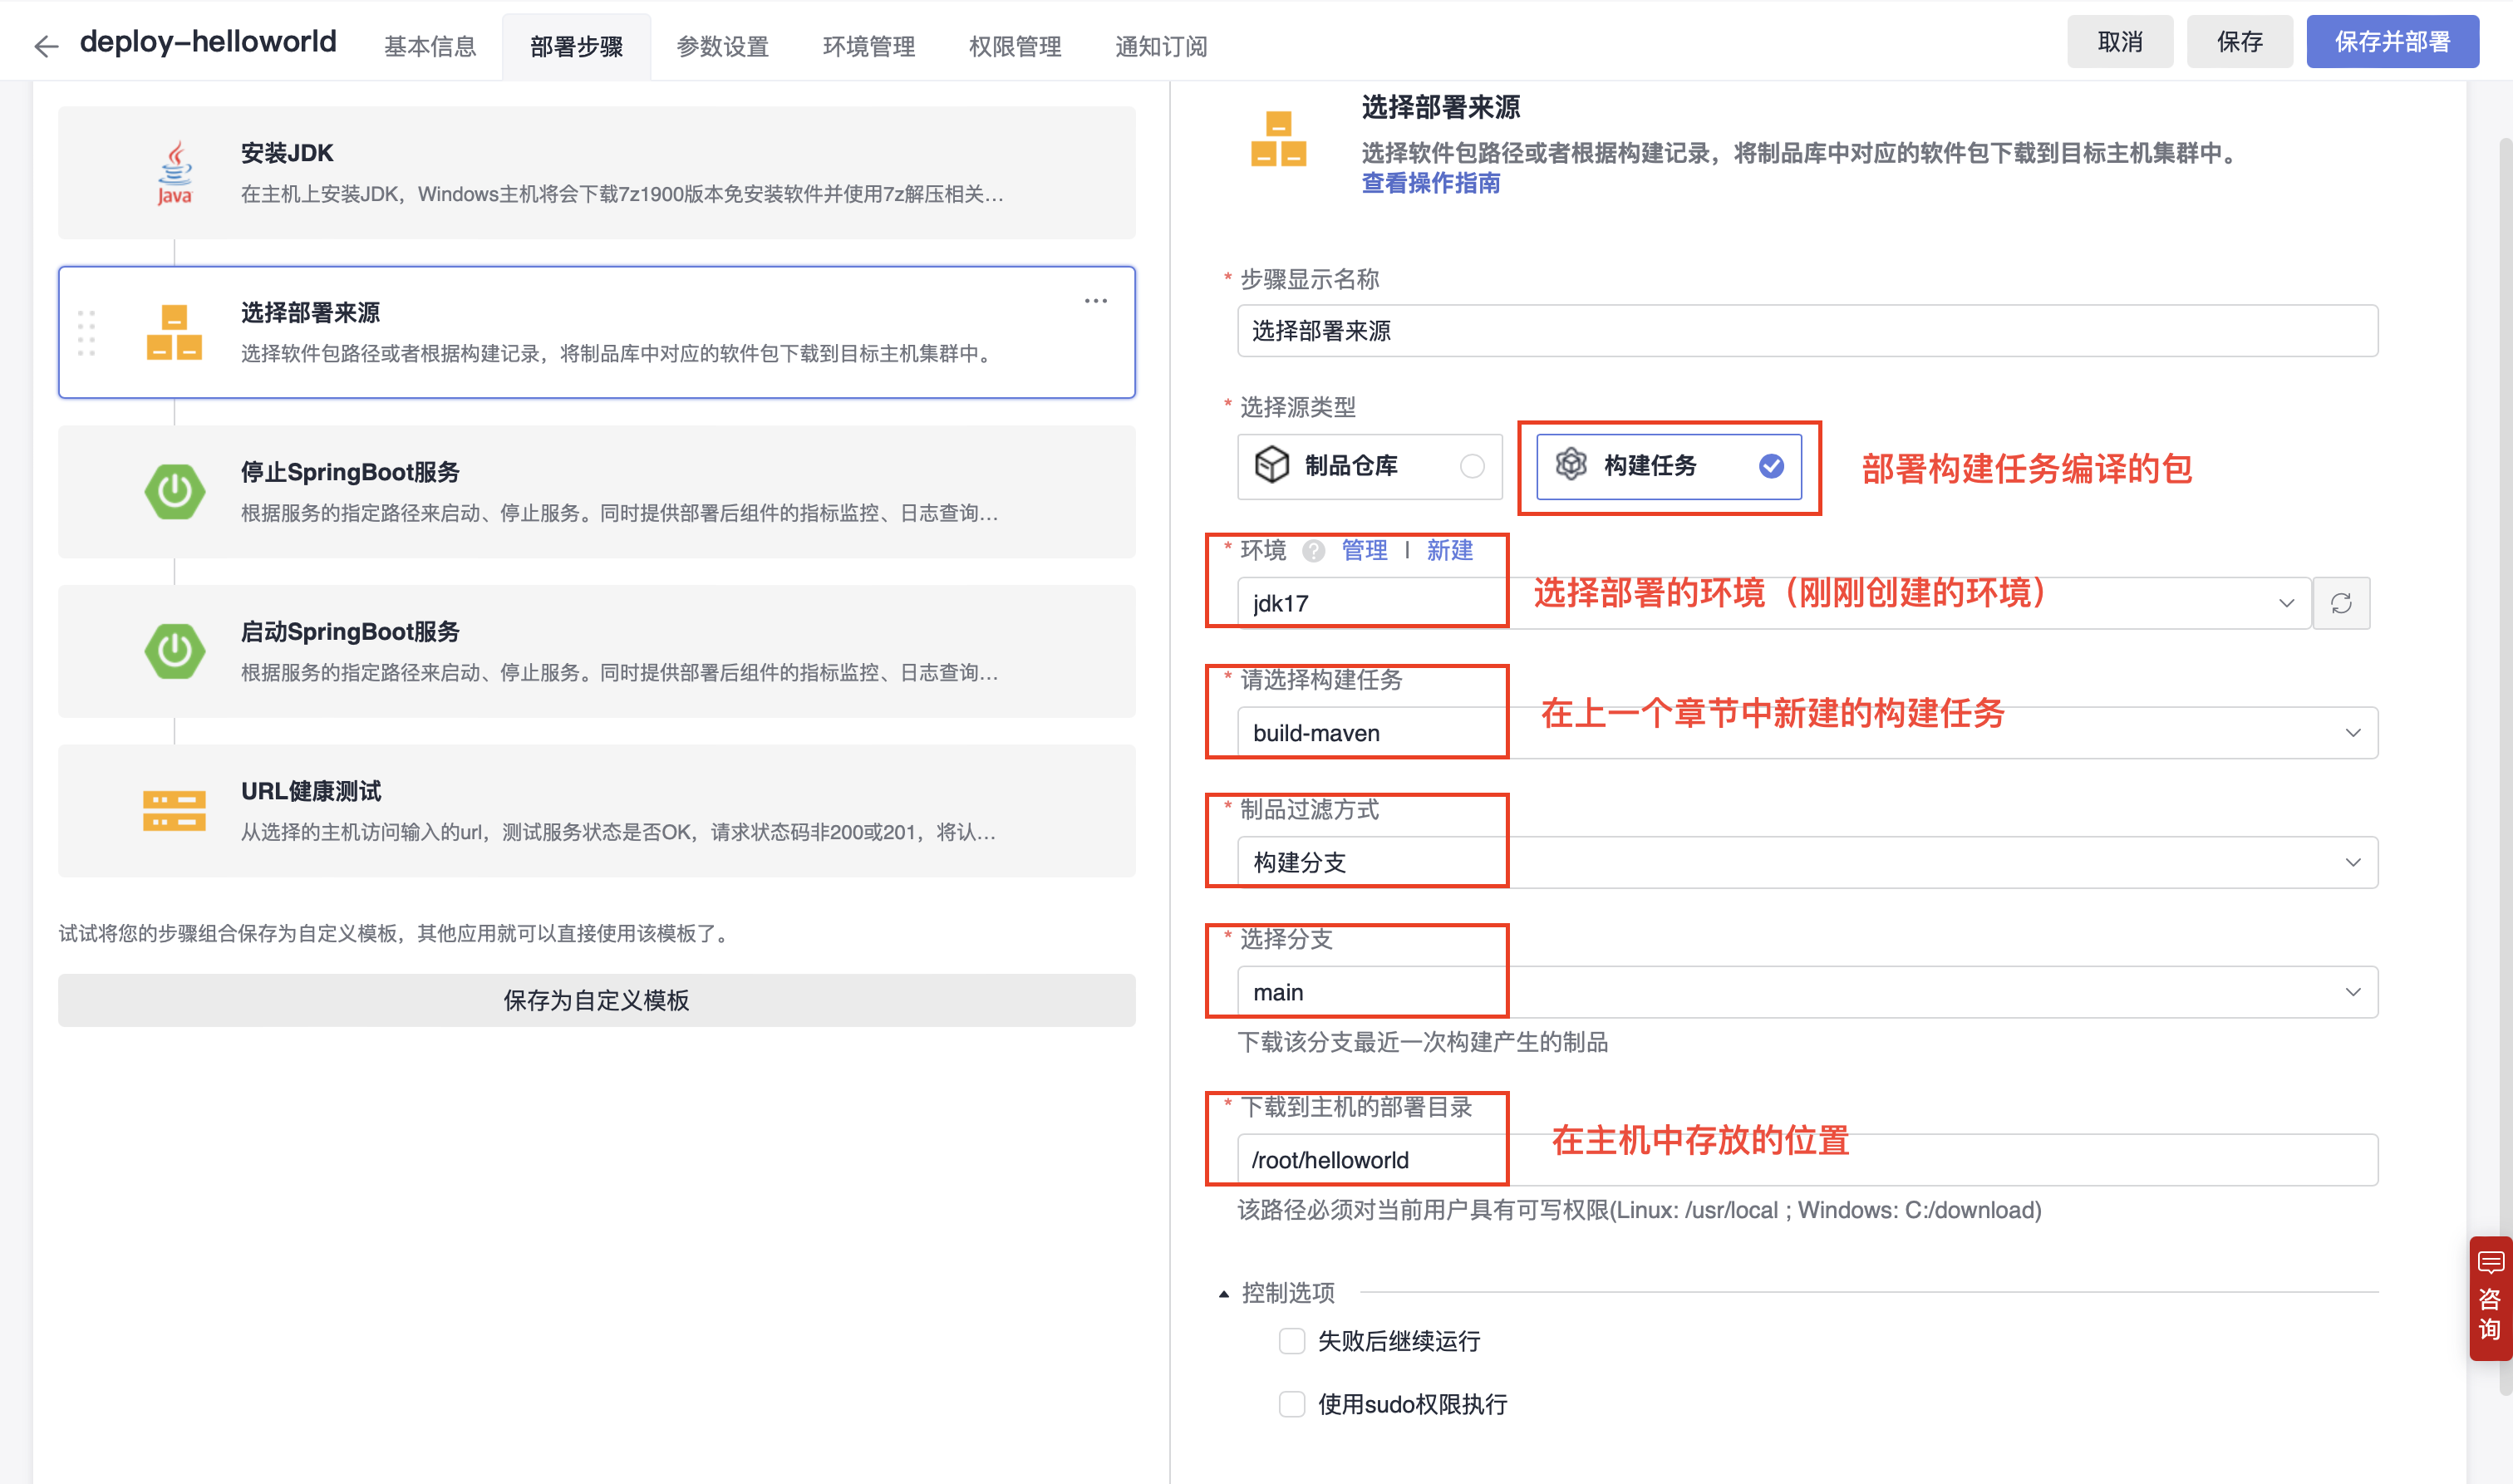 deploy-helloworld
基本信息
部署步骤
参数设置
环境管理
权限管理
通知订阅
取消
保存
保存并部署
Java
安装JDK
在主机上安装JDK，Windows主机将会下载7z1900版本免安装软件并使用7z解压相关…
选择部署来源
选择软件包路径或者根据构建记录，将制品库中对应的软件包下载到目标主机集群中。
停止SpringBoot服务
根据服务的指定路径来启动、停止服务。同时提供部署后组件的指标监控、日志查询…
启动SpringBoot服务
根据服务的指定路径来启动、停止服务。同时提供部署后组件的指标监控、日志查询…
URL健康测试
从选择的主机访问输入的url，测试服务状态是否OK，请求状态码非200或201，将认…
试试将您的步骤组合保存为自定义模板，其他应用就可以直接使用该模板了。
保存为自定义模板
选择部署来源
选择软件包路径或者根据构建记录，将制品库中对应的软件包下载到目标主机集群中。
查看操作指南
* 步骤显示名称
选择部署来源
* 选择源类型
制品仓库
构建任务
部署构建任务编译的包
* 环境 ? 管理 | 新建
jdk17
选择部署的环境（刚刚创建的环境）
* 请选择构建任务
build-maven
在上一个章节中新建的构建任务
* 制品过滤方式
构建分支
* 选择分支
main
下载该分支最近一次构建产生的制品
* 下载到主机的部署目录
/root/helloworld
在主机中存放的位置
该路径必须对当前用户具有可写权限(Linux: /usr/local ; Windows: C:/download)
控制选项
失败后继续运行
使用sudo权限执行
咨询